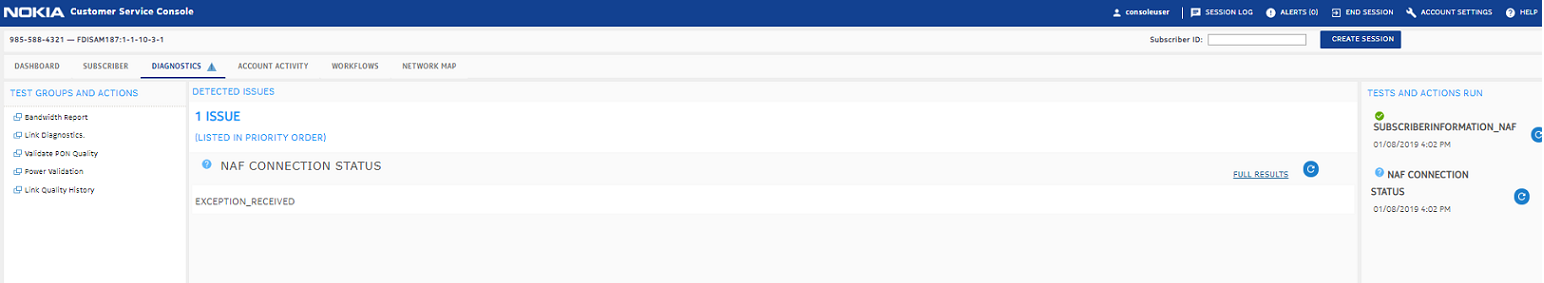 NOKIA Customer Service Console
consoleuser SESSION LOG ALERTS (0) END SESSION ACCOUNT SETTINGS HELP
985-588-4321 — FDISAM187:1-1-10-3-1
Subscriber ID: CREATE SESSION
DASHBOARD SUBSCRIBER DIAGNOSTICS ACCOUNT ACTIVITY WORKFLOWS NETWORK MAP
TEST GROUPS AND ACTIONS
Bandwidth Report
Link Diagnostics.
Validate PON Quality
Power Validation
Link Quality History
DETECTED ISSUES
1 ISSUE
(LISTED IN PRIORITY ORDER)
NAF CONNECTION STATUS
FULL RESULTS
EXCEPTION_RECEIVED
TESTS AND ACTIONS RUN
SUBSCRIBERINFORMATION_NAF
01/08/2019 4:02 PM
NAF CONNECTION
STATUS
01/08/2019 4:02 PM